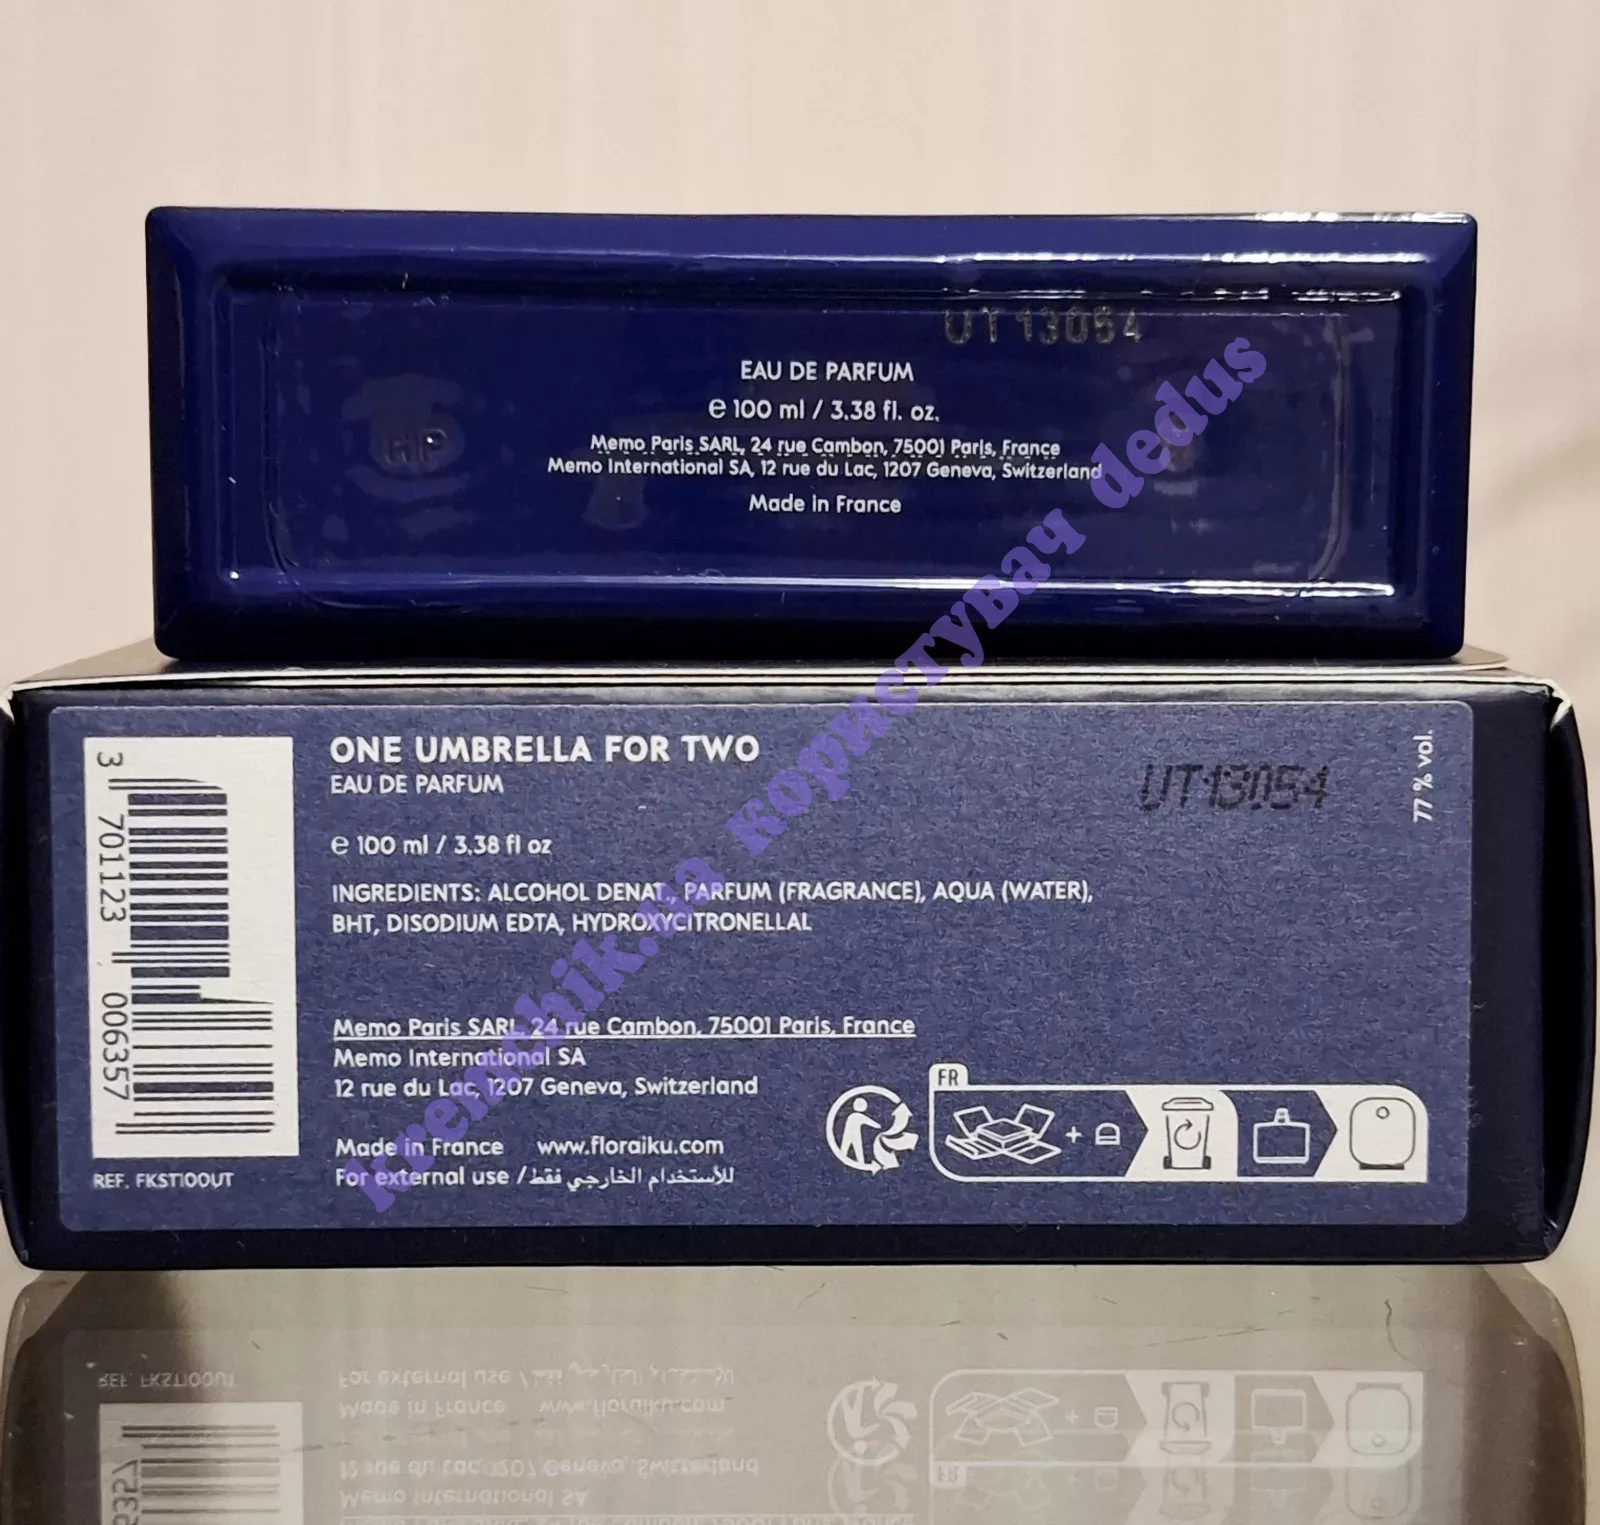 UT13054
EAU DE PARFUM
e 100 ml / 3.38 fl. oz.
Memo Paris SARL, 24 rue Cambon, 75001 Paris, France
Memo International SA, 12 rue du Lac, 1207 Geneva, Switzerland
Made in France
HP
ONE UMBRELLA FOR TWO
EAU DE PARFUM
UT13054
77 % vol.
e 100 ml / 3.38 fl oz
INGREDIENTS: ALCOHOL DENAT., PARFUM (FRAGRANCE), AQUA (WATER),
BHT, DISODIUM EDTA, HYDROXYCITRONELLAL
Memo Paris SARL 24 rue Cambon, 75001 Paris, France
Memo International SA
12 rue du Lac, 1207 Geneva, Switzerland
Made in France www.floraiku.com
For external use / للأستخدام الخارجي فقط
3 701123 006357
REF. FKST100UT
FR
kremchik.ua користувач dedus